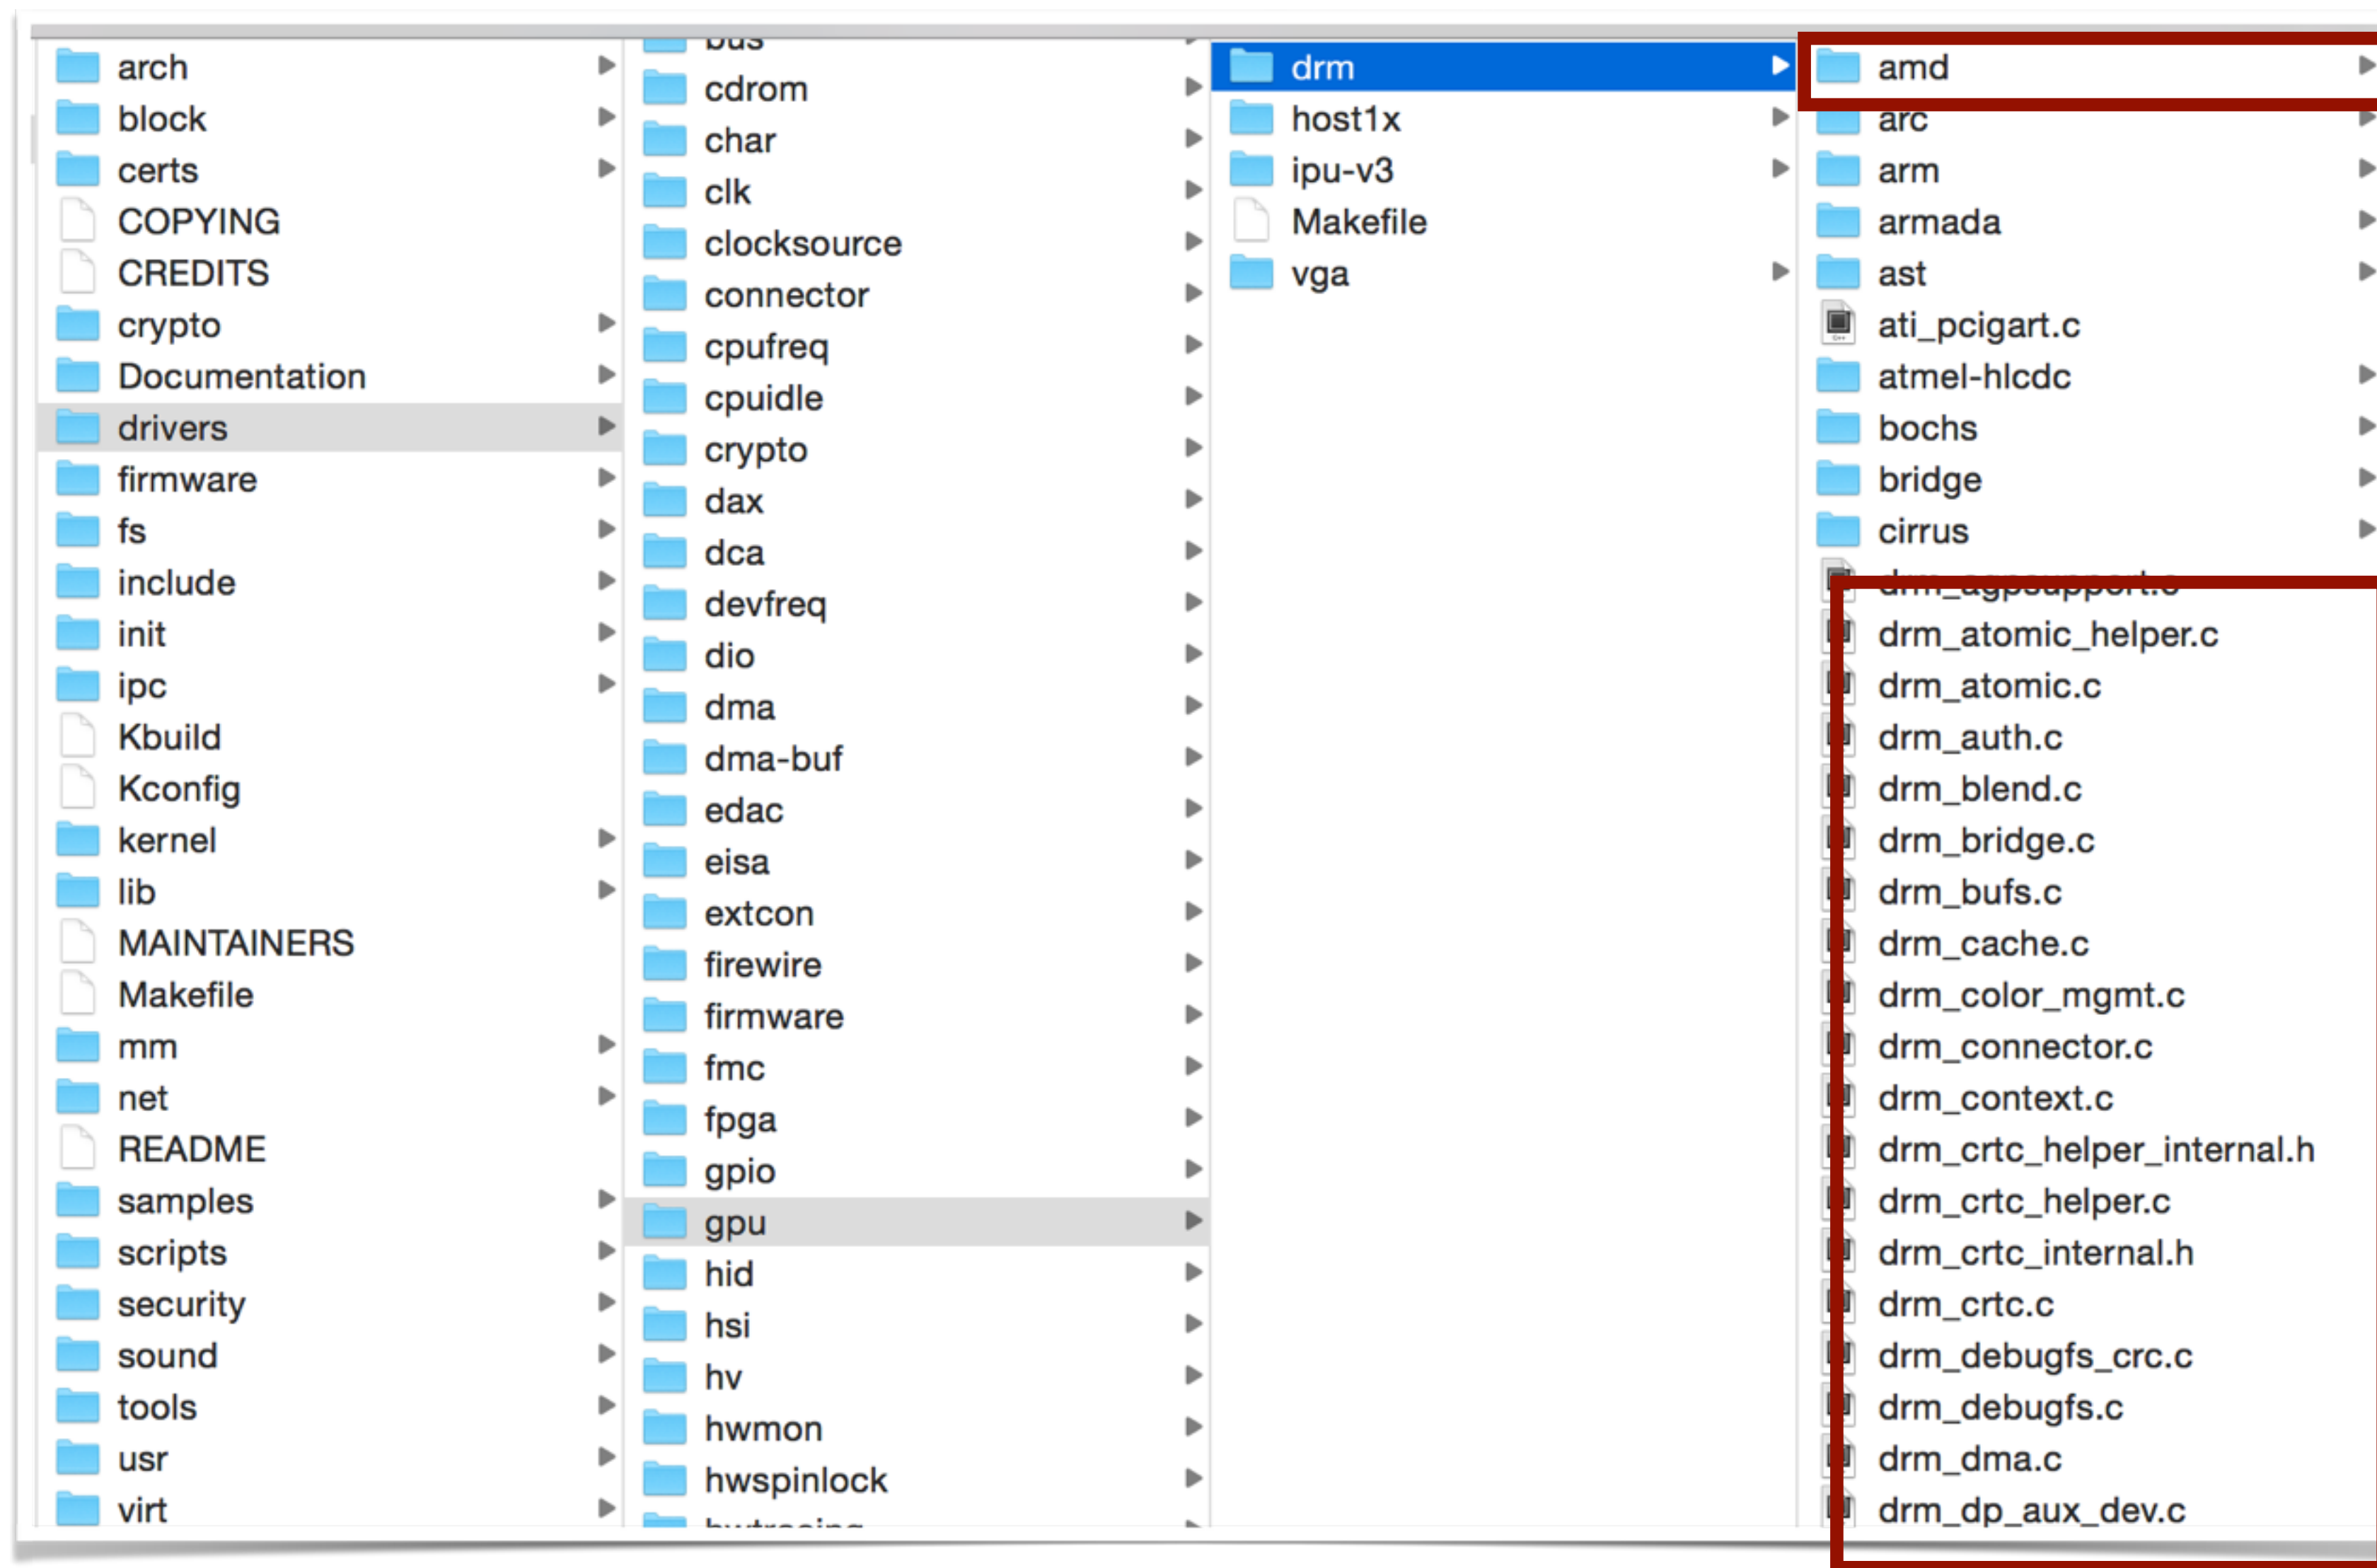 arch
block
certs
COPYING
CREDITS
crypto
Documentation
drivers
firmware
fs
include
init
ipc
Kbuild
Kconfig
kernel
lib
MAINTAINERS
Makefile
mm
net
README
samples
scripts
security
sound
tools
usr
virt
bus
cdrom
char
clk
clocksource
connector
cpufreq
cpuidle
crypto
dax
dca
devfreq
dio
dma
dma-buf
edac
eisa
extcon
firewire
firmware
fmc
fpga
gpio
gpu
hid
hsi
hv
hwmon
hwspinlock
hwtracing
drm
host1x
ipu-v3
Makefile
vga
amd
arc
arm
armada
ast
ati_pcigart.c
atmel-hlcdc
bochs
bridge
cirrus
drm_agpsupport.c
drm_atomic_helper.c
drm_atomic.c
drm_auth.c
drm_blend.c
drm_bridge.c
drm_bufs.c
drm_cache.c
drm_color_mgmt.c
drm_connector.c
drm_context.c
drm_crtc_helper_internal.h
drm_crtc_helper.c
drm_crtc_internal.h
drm_crtc.c
drm_debugfs_crc.c
drm_debugfs.c
drm_dma.c
drm_dp_aux_dev.c